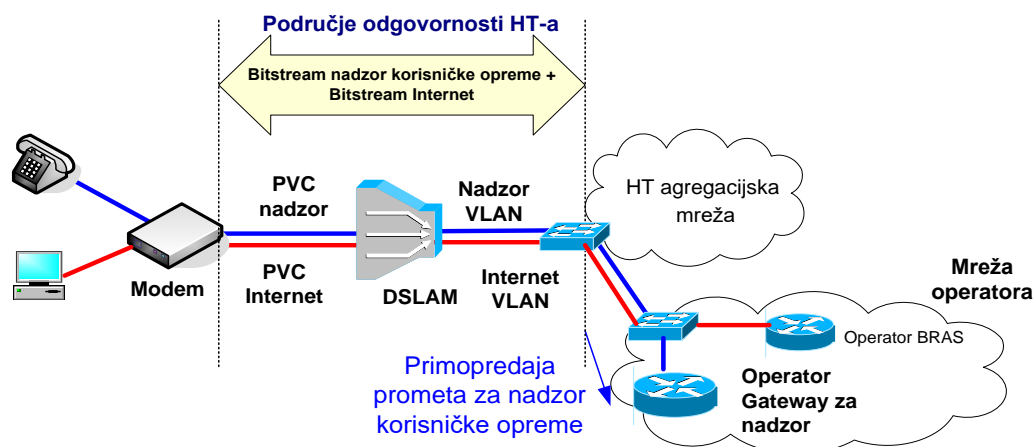 Područje odgovornosti HT-a
Bitstream nadzor korisničke opreme +
Bitstream Internet
PVC
nadzor
Nadzor
VLAN
HT agregacijska
mreža
Modem
PVC
Internet
DSLAM
Internet
VLAN
Mreža
operatora
Operator BRAS
Primopredaja
prometa za nadzor
korisničke opreme
Operator
Gateway za
nadzor